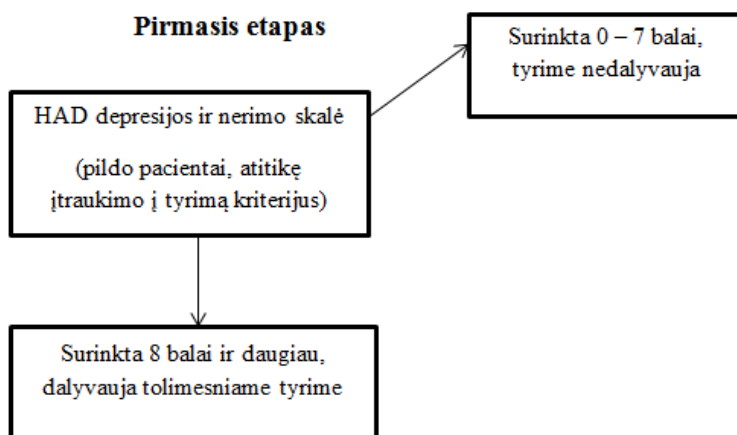 Pirmasis etapas
Surinkta 0 – 7 balai,
tyrime nedalyvauja
HAD depresijos ir nerimo skalė
(pildo pacientai, atitikę
įtraukimo į tyrimą kriterijus)
Surinkta 8 balai ir daugiau,
dalyvauja tolimesniame tyrime